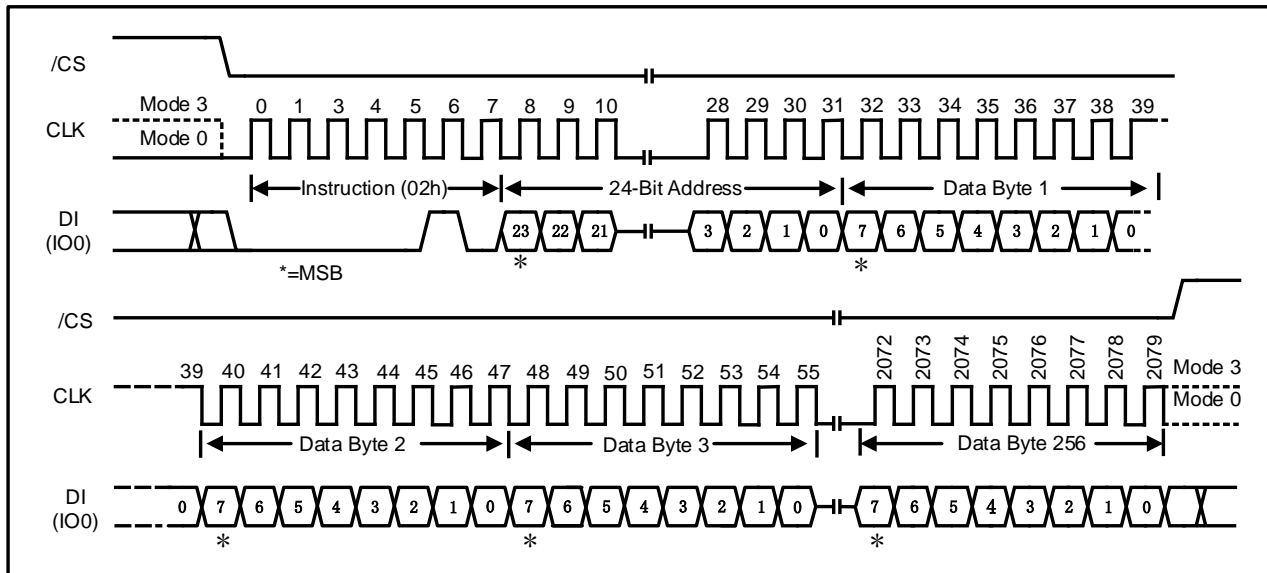 /CS
Mode 3
0 1 3 4 5 6 7 8 9 10 28 29 30 31 32 33 34 35 36 37 38 39
CLK
Mode 0
Instruction (02h) 24-Bit Address Data Byte 1
DI
(IO0)
23 22 21 3 2 1 0 7 6 5 4 3 2 1 0
* *
*=MSB
/CS
39 40 41 42 43 44 45 46 47 48 49 50 51 52 53 54 55 2072 2073 2074 2075 2076 2077 2078 2079
Mode 3
CLK
Mode 0
Data Byte 2 Data Byte 3 Data Byte 256
DI
(IO0)
0 7 6 5 4 3 2 1 0 7 6 5 4 3 2 1 0 7 6 5 4 3 2 1 0
* * *